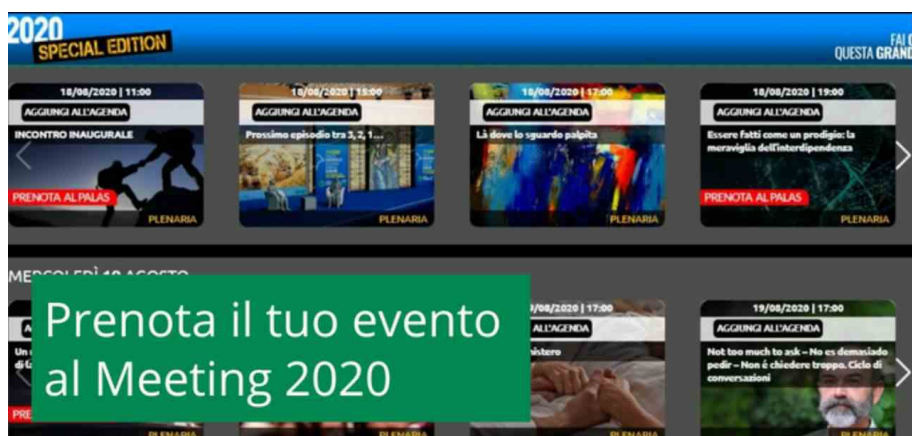 2020
SPECIAL EDITION
FAI
QUESTA GRAND
18/08/2020 | 11:00
AGGIUNGI ALL'AGENDA
INCONTRO INAUGURALE
PRENOTA AL PALAS
PLENARIA
18/08/2020 | 15:00
AGGIUNGI ALL'AGENDA
Prossimo episodio tra 3, 2, 1...
PLENARIA
18/08/2020 | 17:00
AGGIUNGI ALL'AGENDA
Là dove lo sguardo palpita
PLENARIA
18/08/2020 | 19:00
AGGIUNGI ALL'AGENDA
Essere fatti come un prodigio: la
meraviglia dell'interdipendenza
PRENOTA AL PALAS
PLENARIA
MERCOLEDÌ 19 AGOSTO
Prenota il tuo evento
al Meeting 2020
/08/2020 | 17:00
ALL'AGENDA
nistero
PLENARIA
19/08/2020 | 17:00
AGGIUNGI ALL'AGENDA
Not too much to ask – No es demasiado
pedir – Non é chiedere troppo. Ciclo di
conversazioni
PLENARIA